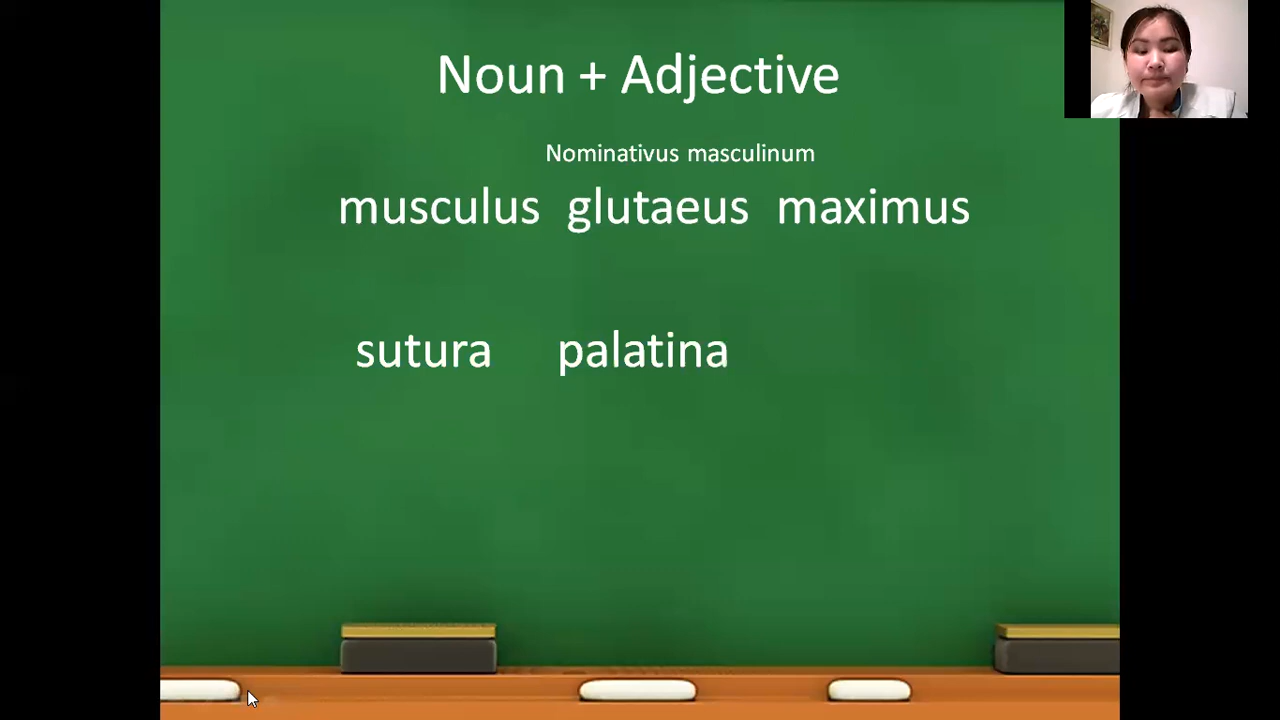 Noun + Adjective
Nominativus masculinum
musculus glutaeus maximus
sutura palatina